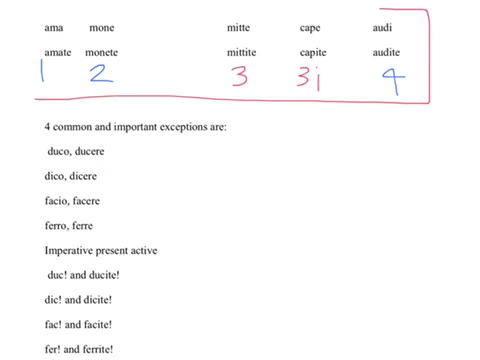 ama mone mitte cape audi
amate monete mittite capite audite
1 2 3 3i 4
4 common and important exceptions are:
duco, ducere
dico, dicere
facio, facere
ferro, ferre
Imperative present active
duc! and ducite!
dic! and dicite!
fac! and facite!
fer! and ferrite!